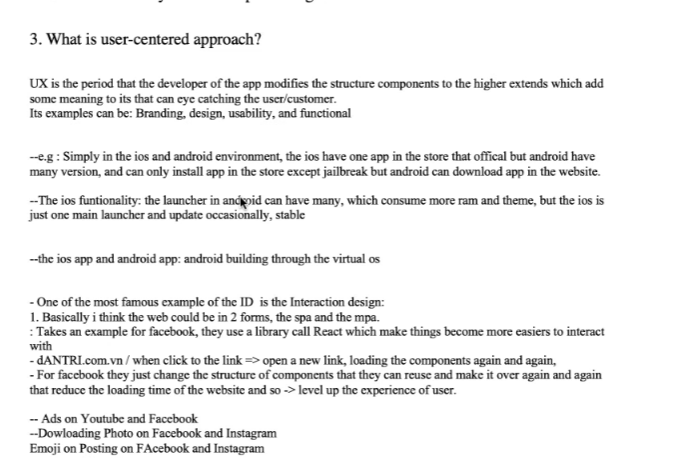 3. What is user-centered approach?
UX is the period that the developer of the app modifies the structure components to the higher extends which add
some meaning to its that can eye catching the user/customer.
Its examples can be: Branding, design, usability, and functional
--e.g : Simply in the ios and android environment, the ios have one app in the store that offical but android have
many version, and can only install app in the store except jailbreak but android can download app in the website.
--The ios funtionality: the launcher in android can have many, which consume more ram and theme, but the ios is
just one main launcher and update occasionally, stable
--the ios app and android app: android building through the virtual os
- One of the most famous example of the ID is the Interaction design:
1. Basically i think the web could be in 2 forms, the spa and the mpa.
: Takes an example for facebook, they use a library call React which make things become more easiers to interact
with
- dANTRI.com.vn / when click to the link => open a new link, loading the components again and again,
- For facebook they just change the structure of components that they can reuse and make it over again and again
that reduce the loading time of the website and so -> level up the experience of user.
-- Ads on Youtube and Facebook
--Dowloading Photo on Facebook and Instagram
Emoji on Posting on FAcebook and Instagram